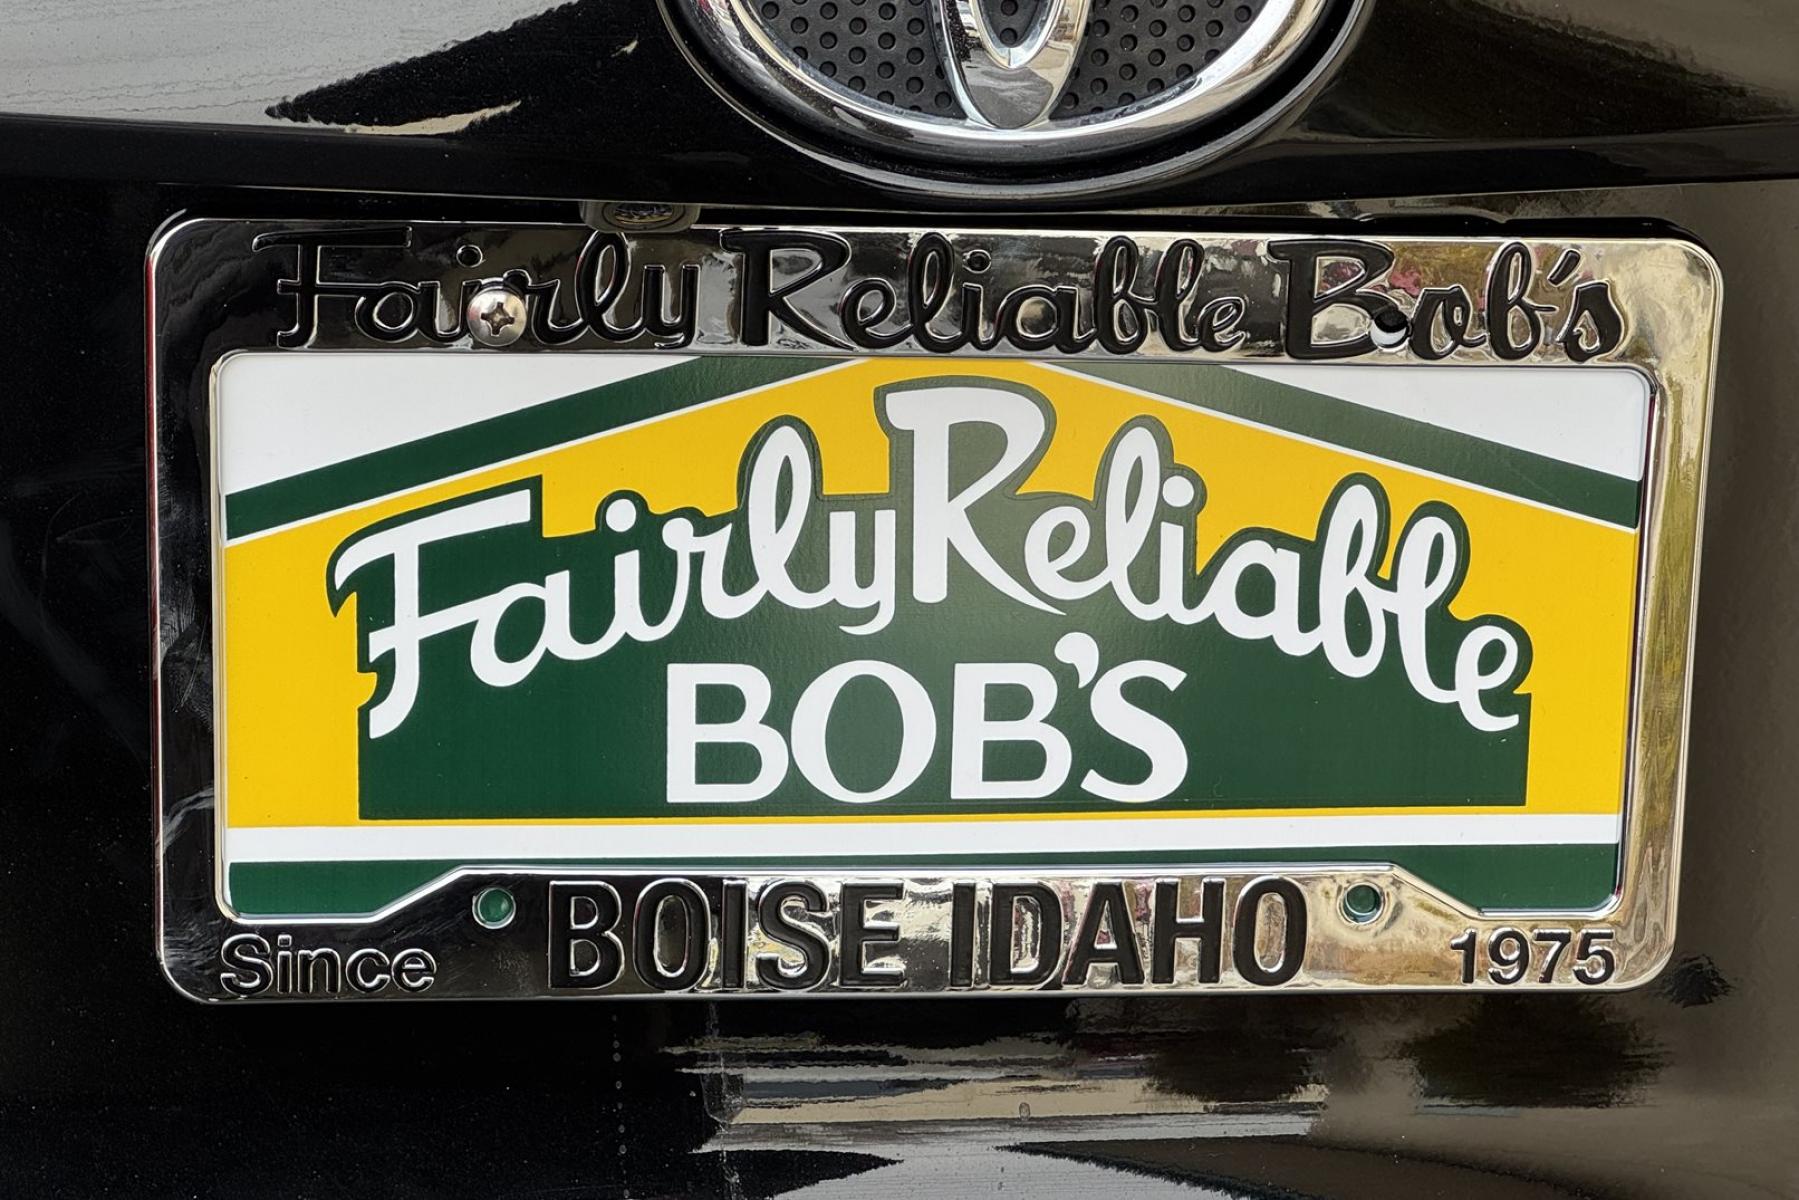 Fairly Reliable Bob's
Fairly Reliable
BOB'S
Since BOISE IDAHO 1975